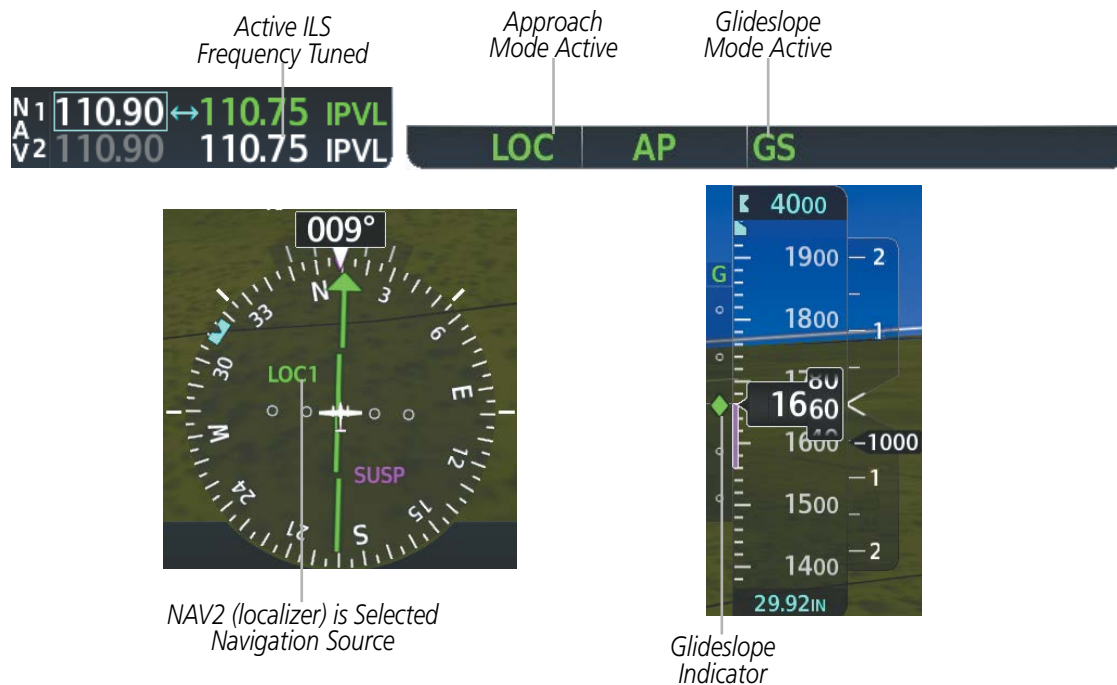 Active ILS
Frequency Tuned
Approach
Mode Active
Glideslope
Mode Active
NAV 1 110.90 ↔ 110.75 IPVL
2 110.90 110.75 IPVL
LOC AP GS
009°
N 3 6 E 12 15 S 21 24 W 30 33
LOC1
SUSP
4000
1900
1800
1660
80
1600
1500
1400
29.92IN
G
2
1
-1000
1
2
NAV2 (localizer) is Selected
Navigation Source
Glideslope
Indicator